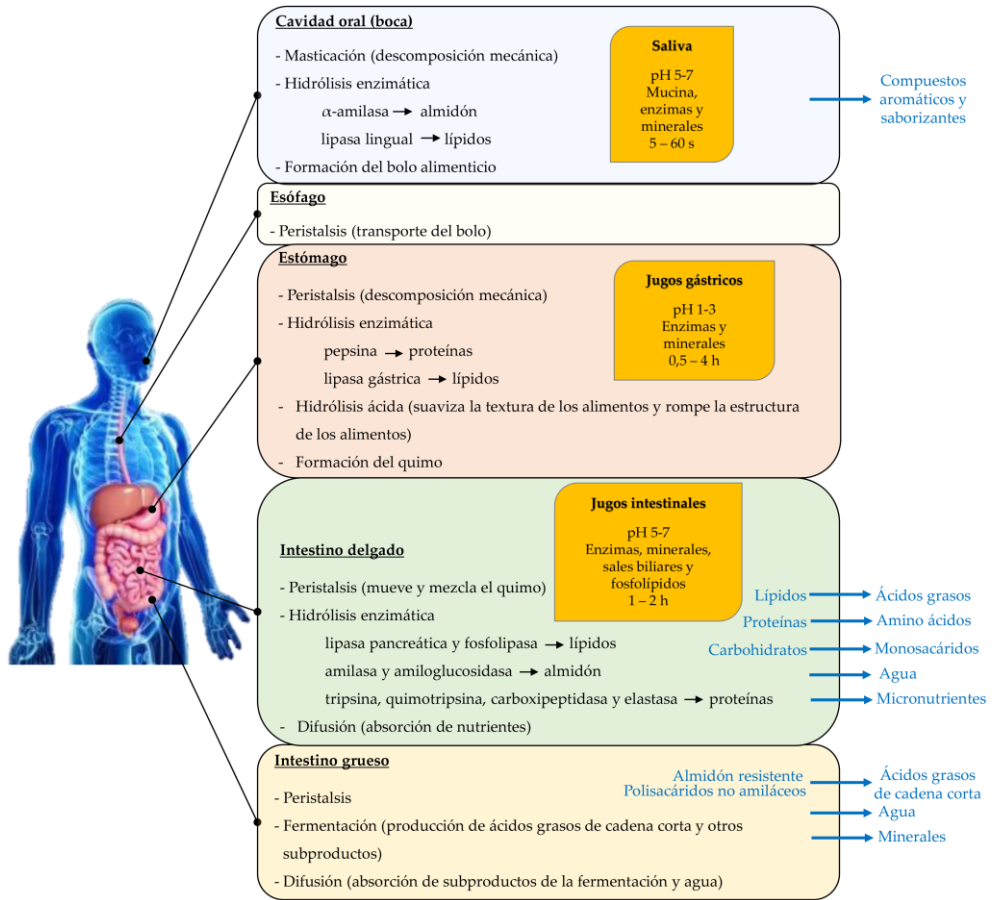 Cavidad oral (boca)
- Masticación (descomposición mecánica)
- Hidrólisis enzimática
α-amilasa → almidón
lipasa lingual → lípidos
- Formación del bolo alimenticio
Saliva
pH 5-7
Mucina,
enzimas y
minerales
5 – 60 s
Compuestos
aromáticos y
saborizantes
Esófago
- Peristalsis (transporte del bolo)
Estómago
- Peristalsis (descomposición mecánica)
- Hidrólisis enzimática
pepsina → proteínas
lipasa gástrica → lípidos
- Hidrólisis ácida (suaviza la textura de los alimentos y rompe la estructura
de los alimentos)
- Formación del quimo
Jugos gástricos
pH 1-3
Enzimas y
minerales
0,5 – 4 h
Intestino delgado
- Peristalsis (mueve y mezcla el quimo)
- Hidrólisis enzimática
lipasa pancreática y fosfolipasa → lípidos
amilasa y amiloglucosidasa → almidón
tripsina, quimotripsina, carboxipeptidasa y elastasa → proteínas
- Difusión (absorción de nutrientes)
Jugos intestinales
pH 5-7
Enzimas, minerales,
sales biliares y
fosfolípidos
1 – 2 h
Lípidos → Ácidos grasos
Proteínas → Amino ácidos
Carbohidratos → Monosacáridos
Agua
Micronutrientes
Intestino grueso
- Peristalsis
- Fermentación (producción de ácidos grasos de cadena corta y otros
subproductos)
- Difusión (absorción de subproductos de la fermentación y agua)
Almidón resistente
Polisacáridos no amiláceos
Ácidos grasos
de cadena corta
Agua
Minerales